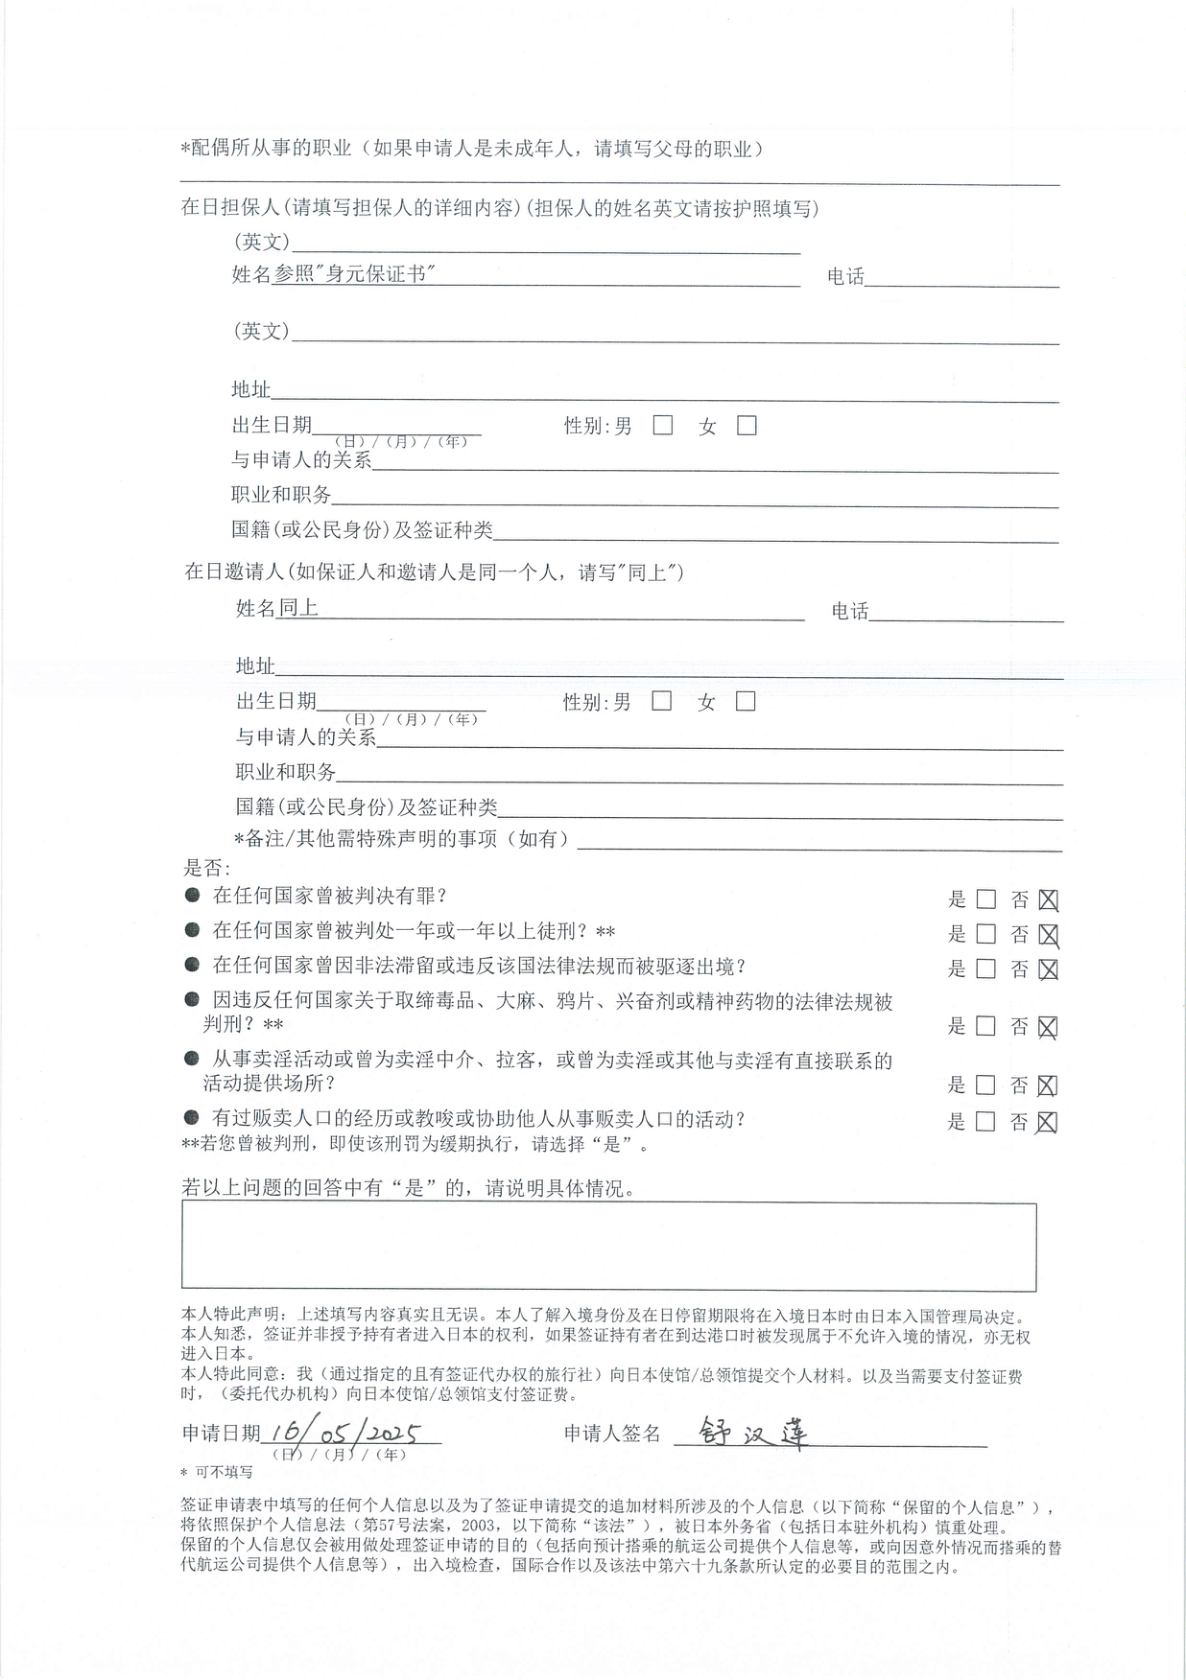 *配偶所从事的职业（如果申请人是未成年人，请填写父母的职业）
在日担保人(请填写担保人的详细内容)(担保人的姓名英文请按护照填写)
(英文)
姓名参照"身元保证书" 电话
(英文)
地址
出生日期 性别:男 □ 女 □
（日）/（月）/（年）
与申请人的关系
职业和职务
国籍(或公民身份)及签证种类
在日邀请人(如保证人和邀请人是同一个人，请写"同上")
姓名同上 电话
地址
出生日期 性别:男 □ 女 □
（日）/（月）/（年）
与申请人的关系
职业和职务
国籍(或公民身份)及签证种类
*备注/其他需特殊声明的事项（如有）
是否:
● 在任何国家曾被判决有罪？ 是 □ 否 ☒
● 在任何国家曾被判处一年或一年以上徒刑？** 是 □ 否 ☒
● 在任何国家曾因非法滞留或违反该国法律法规而被驱逐出境？ 是 □ 否 ☒
● 因违反任何国家关于取缔毒品、大麻、鸦片、兴奋剂或精神药物的法律法规被
判刑？** 是 □ 否 ☒
● 从事卖淫活动或曾为卖淫中介、拉客，或曾为卖淫或其他与卖淫有直接联系的
活动提供场所？ 是 □ 否 ☒
● 有过贩卖人口的经历或教唆或协助他人从事贩卖人口的活动？ 是 □ 否 ☒
**若您曾被判刑，即使该刑罚为缓期执行，请选择“是”。
若以上问题的回答中有“是”的，请说明具体情况。
本人特此声明：上述填写内容真实且无误。本人了解入境身份及在日停留期限将在入境日本时由日本入国管理局决定。
本人知悉，签证并非授予持有者进入日本的权利，如果签证持有者在到达港口时被发现属于不允许入境的情况，亦无权
进入日本。
本人特此同意：我（通过指定的且有签证代办权的旅行社）向日本使馆/总领馆提交个人材料。以及当需要支付签证费
时，（委托代办机构）向日本使馆/总领馆支付签证费。
申请日期 16/05/2025 申请人签名 舒汉莲
（日）/（月）/（年）
* 可不填写
签证申请表中填写的任何个人信息以及为了签证申请提交的追加材料所涉及的个人信息（以下简称“保留的个人信息”），
将依照保护个人信息法（第57号法案，2003，以下简称“该法”），被日本外务省（包括日本驻外机构）慎重处理。
保留的个人信息仅会被用做处理签证申请的目的（包括向预计搭乘的航运公司提供个人信息等，或向因意外情况而搭乘的替
代航运公司提供个人信息等），出入境检查，国际合作以及该法中第六十九条款所认定的必要目的范围之内。